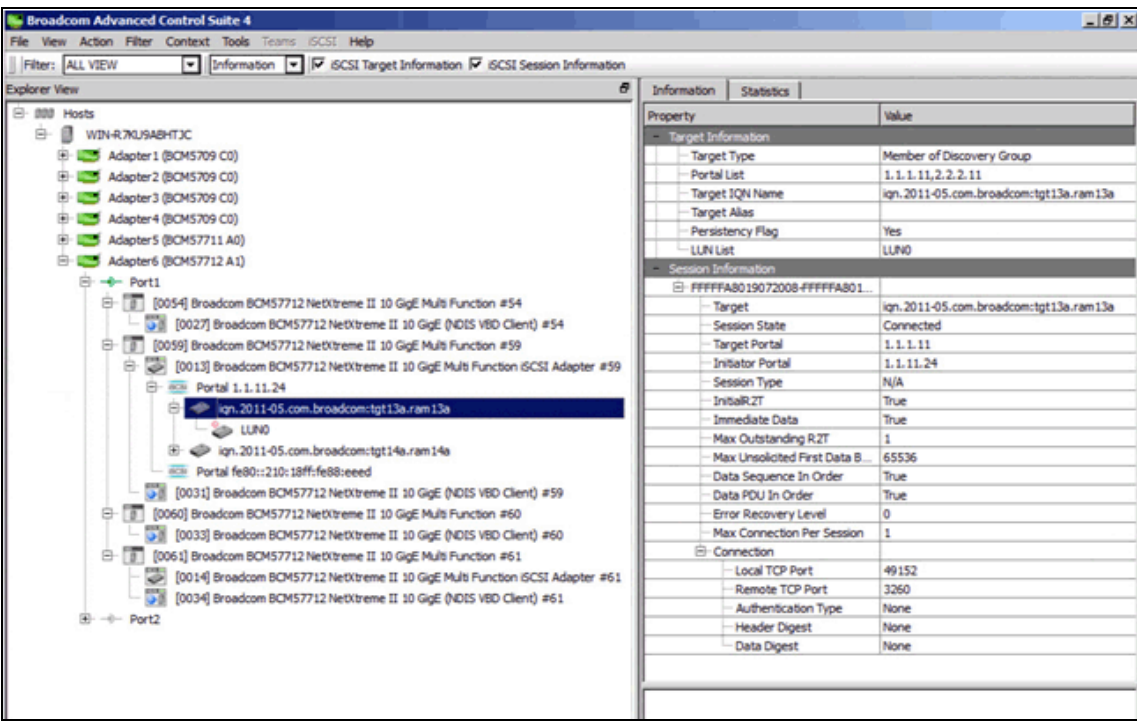 Broadcom Advanced Control Suite 4
File View Action Filter Context Tools Teams iSCSI Help
Filter: ALL VIEW Information iSCSI Target Information iSCSI Session Information
Explorer View
Hosts
WIN-R7KU9ABHTJC
Adapter1 (BCM5709 C0)
Adapter2 (BCM5709 C0)
Adapter3 (BCM5709 C0)
Adapter4 (BCM5709 C0)
Adapter5 (BCM57711 A0)
Adapter6 (BCM57712 A1)
Port1
[0054] Broadcom BCM57712 NetXtreme II 10 GigE Multi Function #54
[0027] Broadcom BCM57712 NetXtreme II 10 GigE (NDIS VBD Client) #54
[0059] Broadcom BCM57712 NetXtreme II 10 GigE Multi Function #59
[0013] Broadcom BCM57712 NetXtreme II 10 GigE Multi Function iSCSI Adapter #59
Portal 1.1.11.24
iqn.2011-05.com.broadcom:tgt13a.ram13a
LUN0
iqn.2011-05.com.broadcom:tgt14a.ram14a
Portal fe80::210:18ff:fe88:eeed
[0031] Broadcom BCM57712 NetXtreme II 10 GigE (NDIS VBD Client) #59
[0060] Broadcom BCM57712 NetXtreme II 10 GigE Multi Function #60
[0033] Broadcom BCM57712 NetXtreme II 10 GigE (NDIS VBD Client) #60
[0061] Broadcom BCM57712 NetXtreme II 10 GigE Multi Function #61
[0014] Broadcom BCM57712 NetXtreme II 10 GigE Multi Function iSCSI Adapter #61
[0034] Broadcom BCM57712 NetXtreme II 10 GigE (NDIS VBD Client) #61
Port2
Information Statistics
Property Value
Target Information
Target Type Member of Discovery Group
Portal List 1.1.1.11,2.2.2.11
Target IQN Name iqn.2011-05.com.broadcom:tgt13a.ram13a
Target Alias
Persistency Flag Yes
LUN List LUN0
Session Information
FFFFFA8019072008-FFFFFA801...
Target iqn.2011-05.com.broadcom:tgt13a.ram13a
Session State Connected
Target Portal 1.1.1.11
Initiator Portal 1.1.11.24
Session Type N/A
InitialR2T True
Immediate Data True
Max Outstanding R2T 1
Max Unsolicited First Data B... 65536
Data Sequence In Order True
Data PDU In Order True
Error Recovery Level 0
Max Connection Per Session 1
Connection
Local TCP Port 49152
Remote TCP Port 3260
Authentication Type None
Header Digest None
Data Digest None